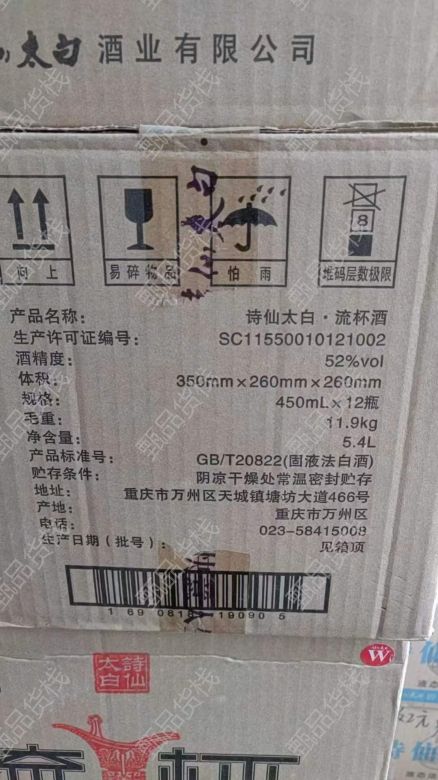 太白酒业有限公司
向上
易碎物品
怕雨
8
堆码层数极限
产品名称: 诗仙太白·流杯酒
生产许可证编号: SC11550010121002
酒精度: 52%vol
体积: 350mm×260mm×260mm
规格: 450mL×12瓶
毛重: 11.9kg
净含量: 5.4L
产品标准号: GB/T20822(固液法白酒)
贮存条件: 阴凉干燥处常温密封贮存
地址: 重庆市万州区天城镇塘坊大道466号
产地: 重庆市万州区
电话: 023-58415008
生产日期(批号): 见箱顶
W
诗仙太白
杯
诗仙
甄品货栈